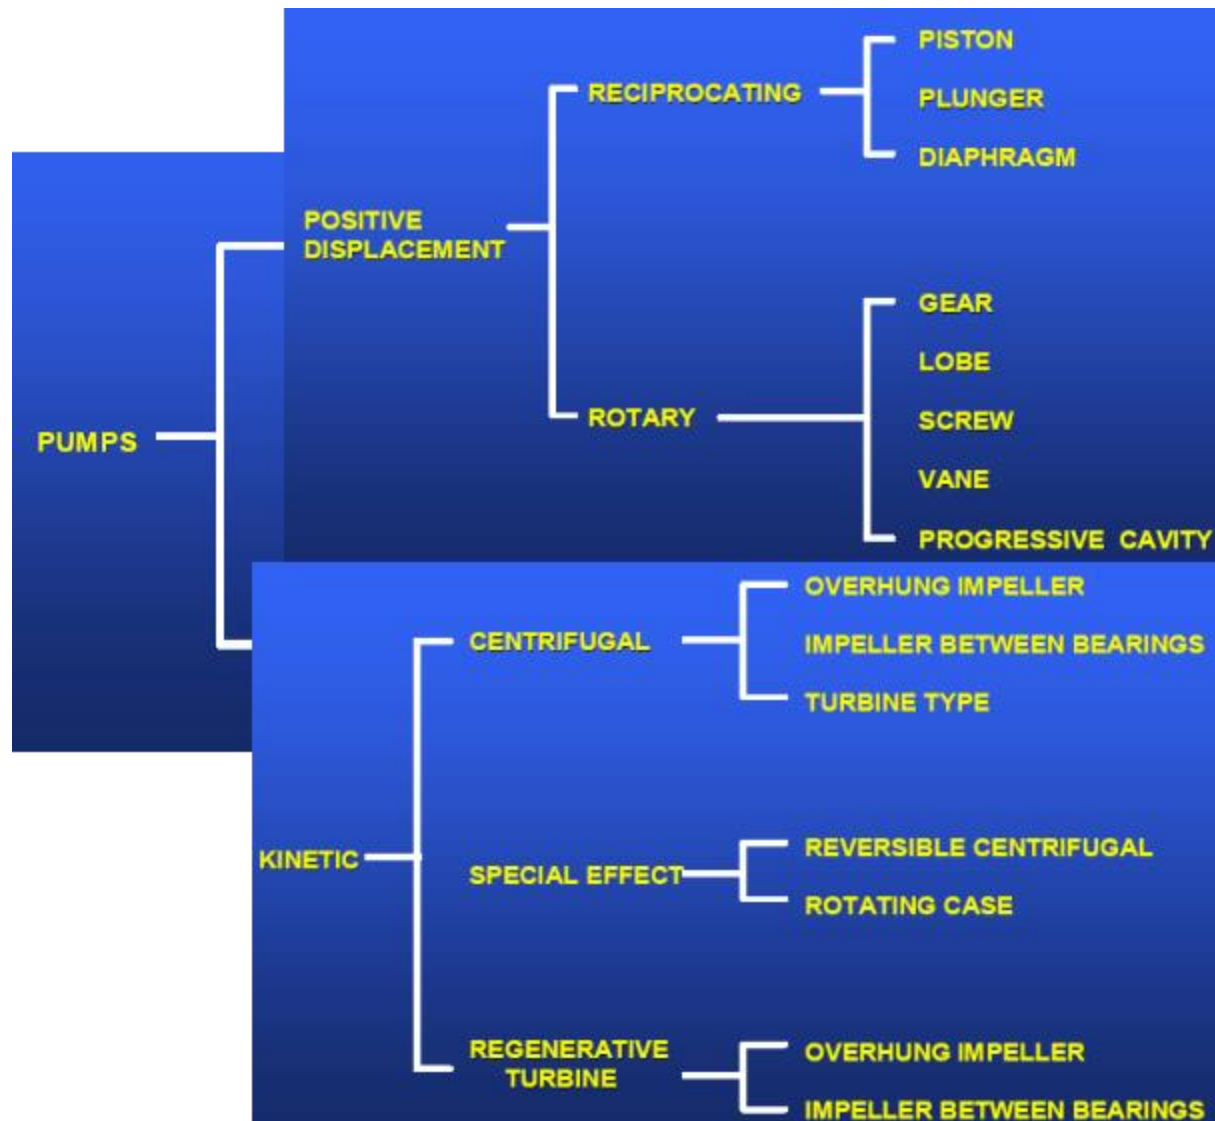 PUMPS
POSITIVE
DISPLACEMENT
RECIPROCATING
PISTON
PLUNGER
DIAPHRAGM
ROTARY
GEAR
LOBE
SCREW
VANE
PROGRESSIVE CAVITY
KINETIC
CENTRIFUGAL
OVERHUNG IMPELLER
IMPELLER BETWEEN BEARINGS
TURBINE TYPE
SPECIAL EFFECT
REVERSIBLE CENTRIFUGAL
ROTATING CASE
REGENERATIVE
TURBINE
OVERHUNG IMPELLER
IMPELLER BETWEEN BEARINGS